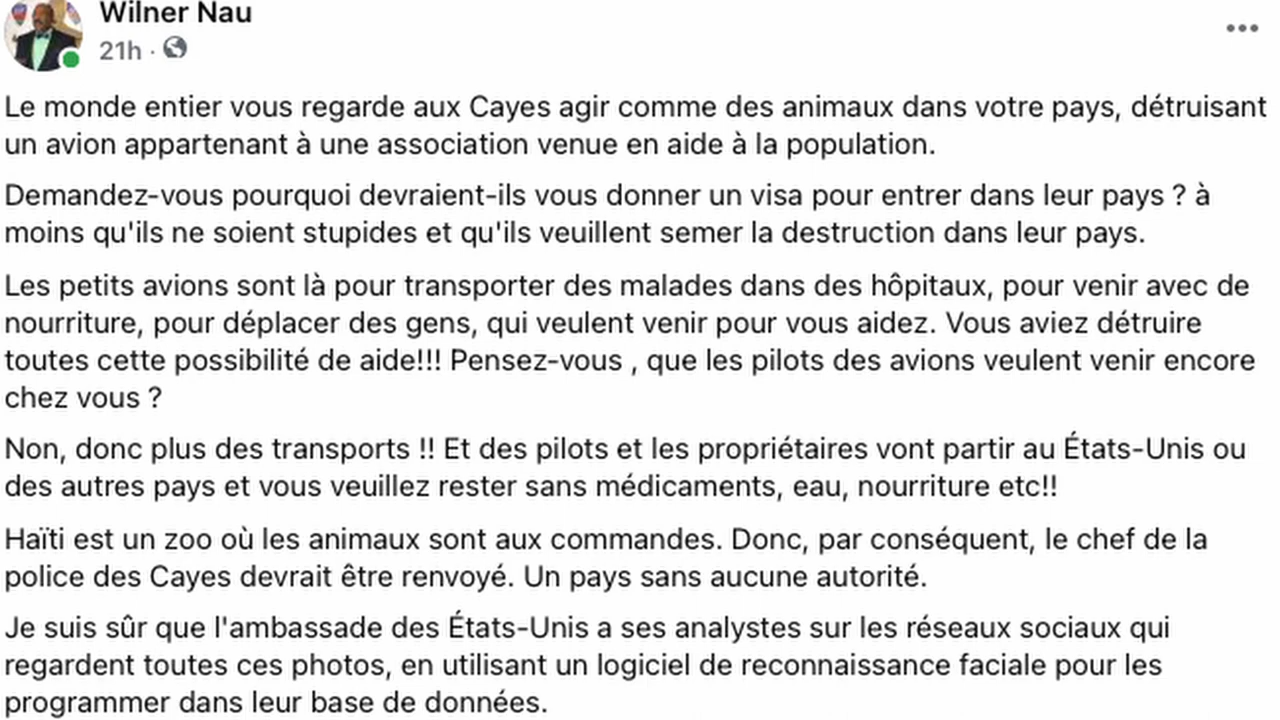 Wilner Nau
21h ·
Le monde entier vous regarde aux Cayes agir comme des animaux dans votre pays, détruisant
un avion appartenant à une association venue en aide à la population.
Demandez-vous pourquoi devraient-ils vous donner un visa pour entrer dans leur pays ? à
moins qu'ils ne soient stupides et qu'ils veuillent semer la destruction dans leur pays.
Les petits avions sont là pour transporter des malades dans des hôpitaux, pour venir avec de
nourriture, pour déplacer des gens, qui veulent venir pour vous aidez. Vous aviez détruire
toutes cette possibilité de aide!!! Pensez-vous , que les pilots des avions veulent venir encore
chez vous ?
Non, donc plus des transports !! Et des pilots et les propriétaires vont partir au États-Unis ou
des autres pays et vous veuillez rester sans médicaments, eau, nourriture etc!!
Haïti est un zoo où les animaux sont aux commandes. Donc, par conséquent, le chef de la
police des Cayes devrait être renvoyé. Un pays sans aucune autorité.
Je suis sûr que l'ambassade des États-Unis a ses analystes sur les réseaux sociaux qui
regardent toutes ces photos, en utilisant un logiciel de reconnaissance faciale pour les
programmer dans leur base de données.